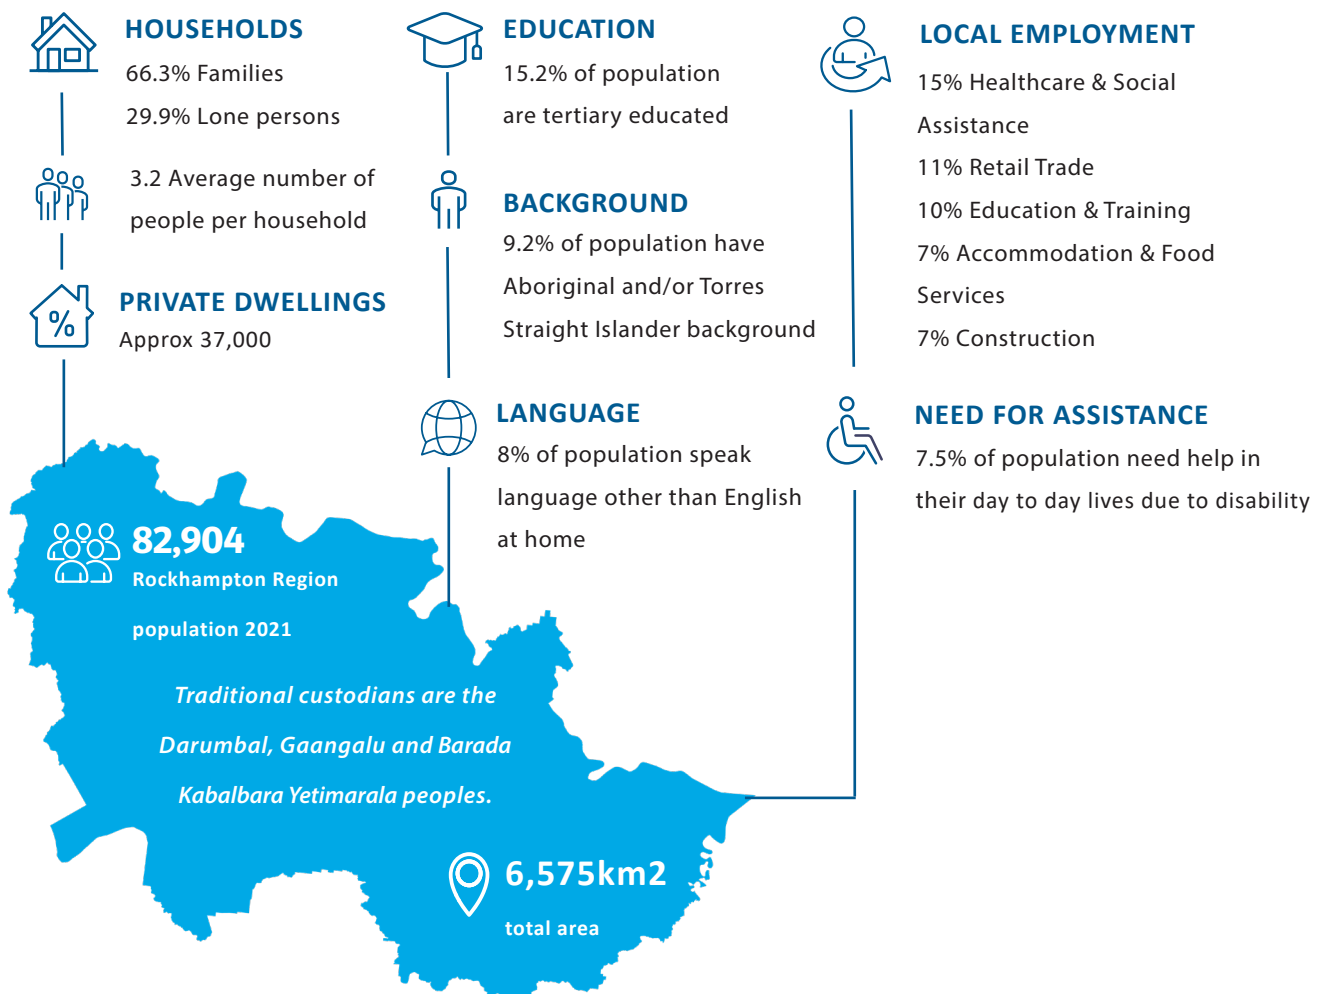 HOUSEHOLDS
66.3% Families
29.9% Lone persons
3.2 Average number of
people per household
PRIVATE DWELLINGS
%
Approx 37,000
EDUCATION
15.2% of population
are tertiary educated
BACKGROUND
9.2% of population have
Aboriginal and/or Torres
Straight Islander background
LANGUAGE
8% of population speak
language other than English
at home
LOCAL EMPLOYMENT
15% Healthcare & Social
Assistance
11% Retail Trade
10% Education & Training
7% Accommodation & Food
Services
7% Construction
NEED FOR ASSISTANCE
7.5% of population need help in
their day to day lives due to disability
82,904
Rockhampton Region
population 2021
Traditional custodians are the
Darumbal, Gaangalu and Barada
Kabalbara Yetimarala peoples.
6,575km2
total area